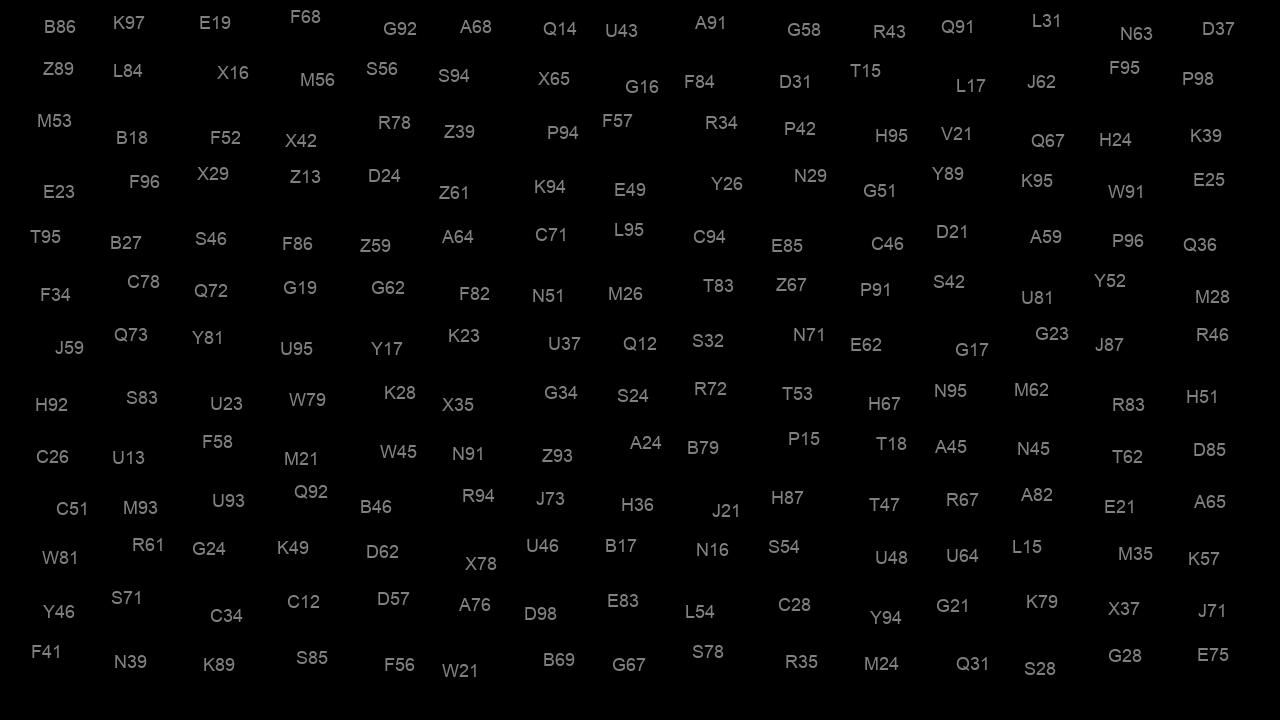 B86 K97 E19 F68 G92 A68 Q14 U43 A91 G58 R43 Q91 L31 N63 D37
Z89 L84 X16 M56 S56 S94 X65 G16 F84 D31 T15 L17 J62 F95 P98
M53 B18 F52 X42 R78 Z39 P94 F57 R34 P42 H95 V21 Q67 H24 K39
E23 F96 X29 Z13 D24 Z61 K94 E49 Y26 N29 G51 Y89 K95 W91 E25
T95 B27 S46 F86 Z59 A64 C71 L95 C94 E85 C46 D21 A59 P96 Q36
F34 C78 Q72 G19 G62 F82 N51 M26 T83 Z67 P91 S42 U81 Y52 M28
J59 Q73 Y81 U95 Y17 K23 U37 Q12 S32 N71 E62 G17 G23 J87 R46
H92 S83 U23 W79 K28 X35 G34 S24 R72 T53 H67 N95 M62 R83 H51
C26 U13 F58 M21 W45 N91 Z93 A24 B79 P15 T18 A45 N45 T62 D85
C51 M93 U93 Q92 B46 R94 J73 H36 J21 H87 T47 R67 A82 E21 A65
W81 R61 G24 K49 D62 X78 U46 B17 N16 S54 U48 U64 L15 M35 K57
Y46 S71 C34 C12 D57 A76 D98 E83 L54 C28 Y94 G21 K79 X37 J71
F41 N39 K89 S85 F56 W21 B69 G67 S78 R35 M24 Q31 S28 G28 E75